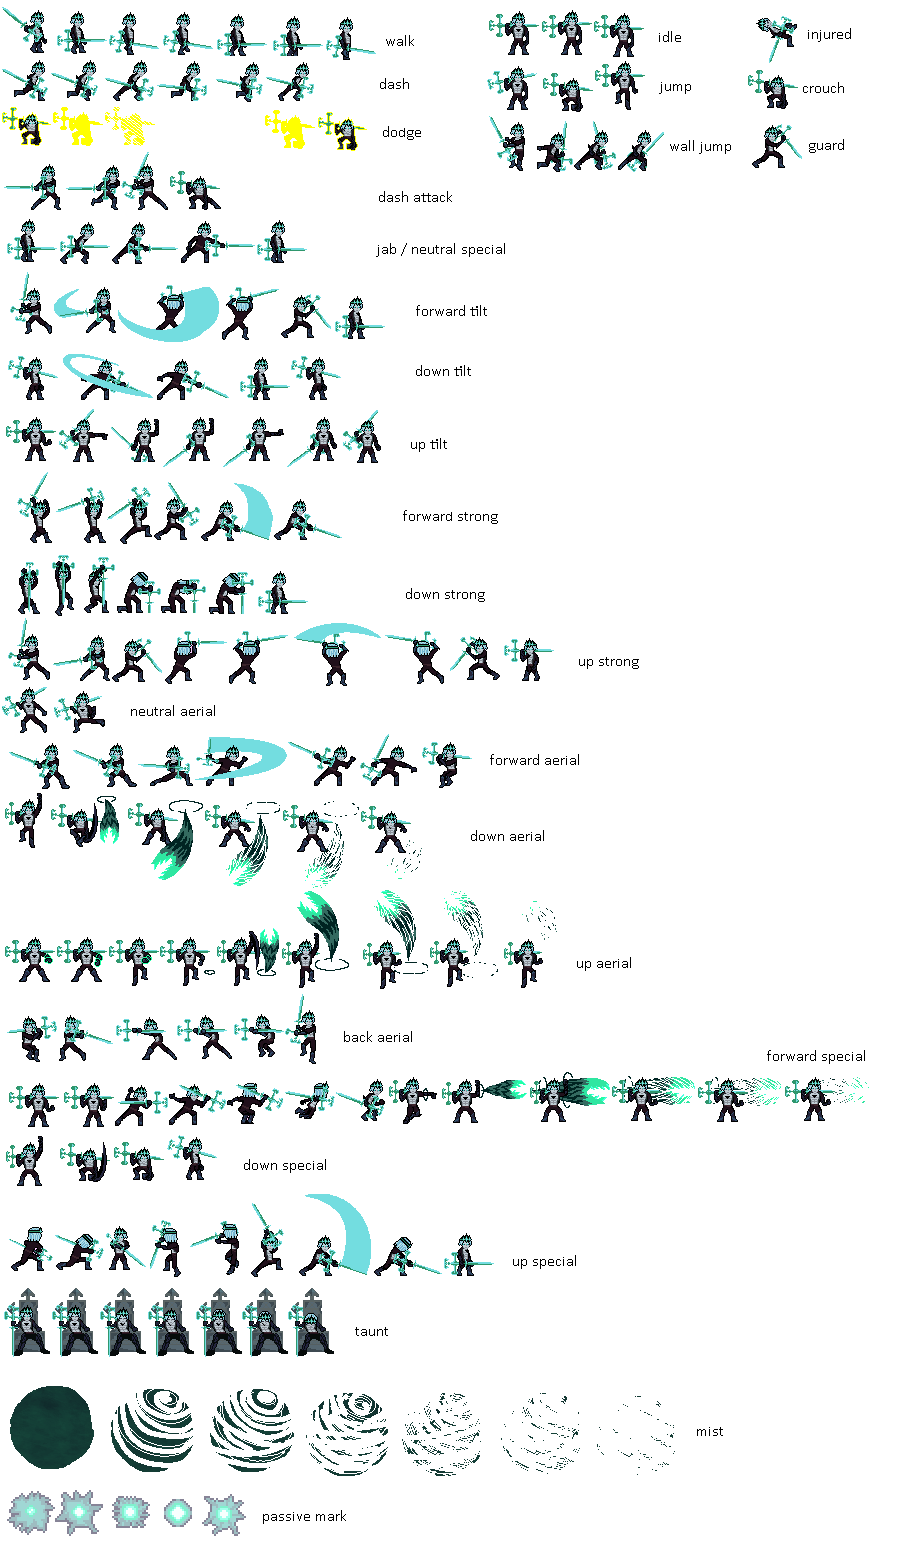 walk
idle
injured
dash
jump
crouch
dodge
wall jump
guard
dash attack
jab / neutral special
forward tilt
down tilt
up tilt
forward strong
down strong
up strong
neutral aerial
forward aerial
down aerial
up aerial
back aerial
forward special
down special
up special
taunt
mist
passive mark